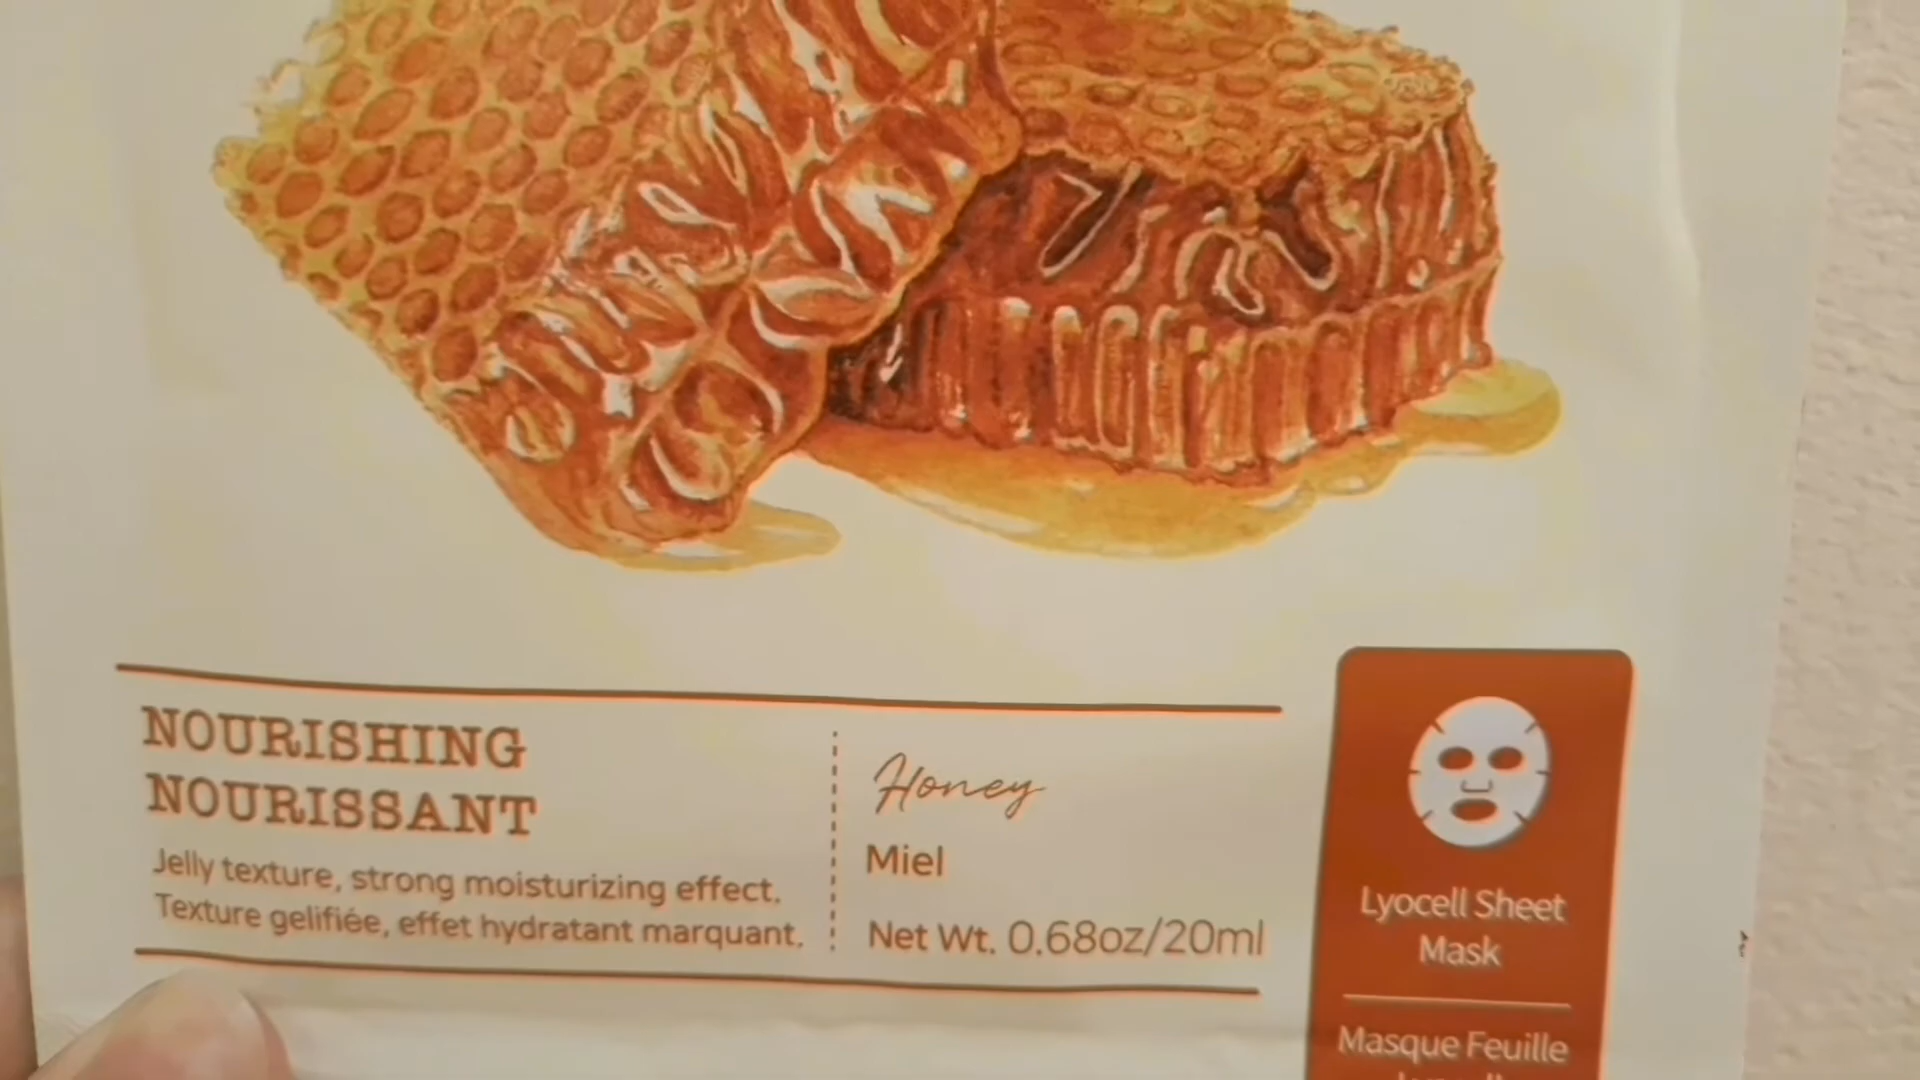 NOURISHING
NOURISSANT
Jelly texture, strong moisturizing effect.
Texture gelifiée, effet hydratant marquant.
Honey
Miel
Net Wt. 0.68oz/20ml
Lyocell Sheet
Mask
Masque Feuille